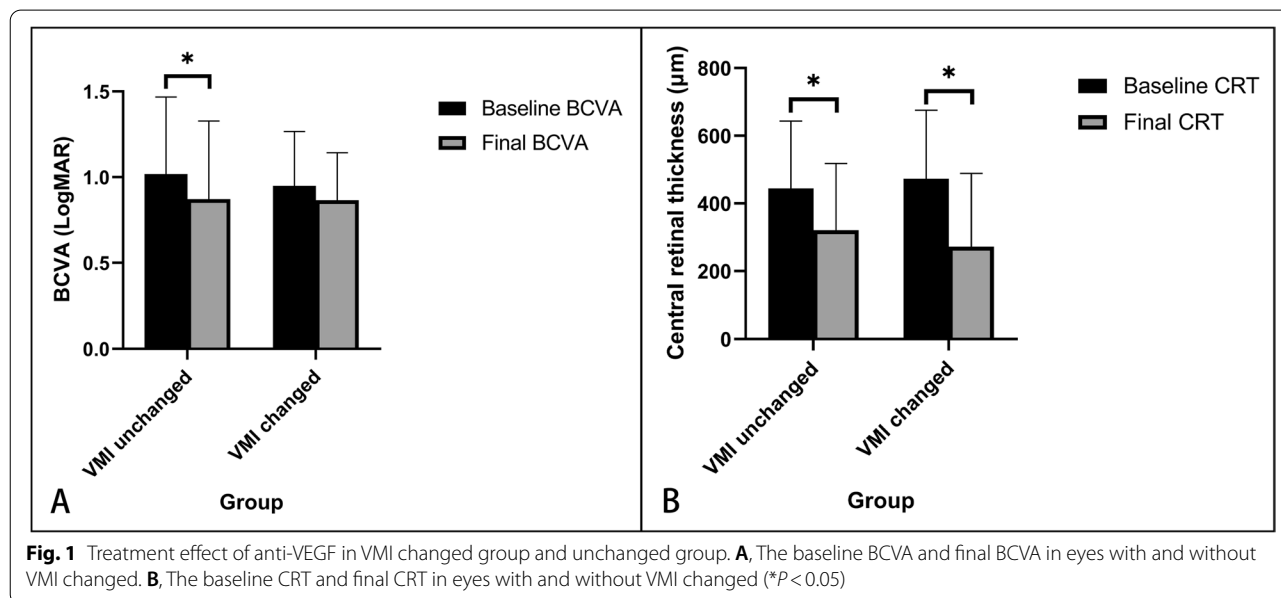 *
1.5
1.0
0.5
0.0
BCVA (LogMAR)
Baseline BCVA
Final BCVA
VMI unchanged
VMI changed
Group
A
*
*
800
600
400
200
0
Central retinal thickness (µm)
Baseline CRT
Final CRT
VMI unchanged
VMI changed
Group
B
Fig. 1 Treatment effect of anti-VEGF in VMI changed group and unchanged group. A, The baseline BCVA and final BCVA in eyes with and without
VMI changed. B, The baseline CRT and final CRT in eyes with and without VMI changed (*P < 0.05)